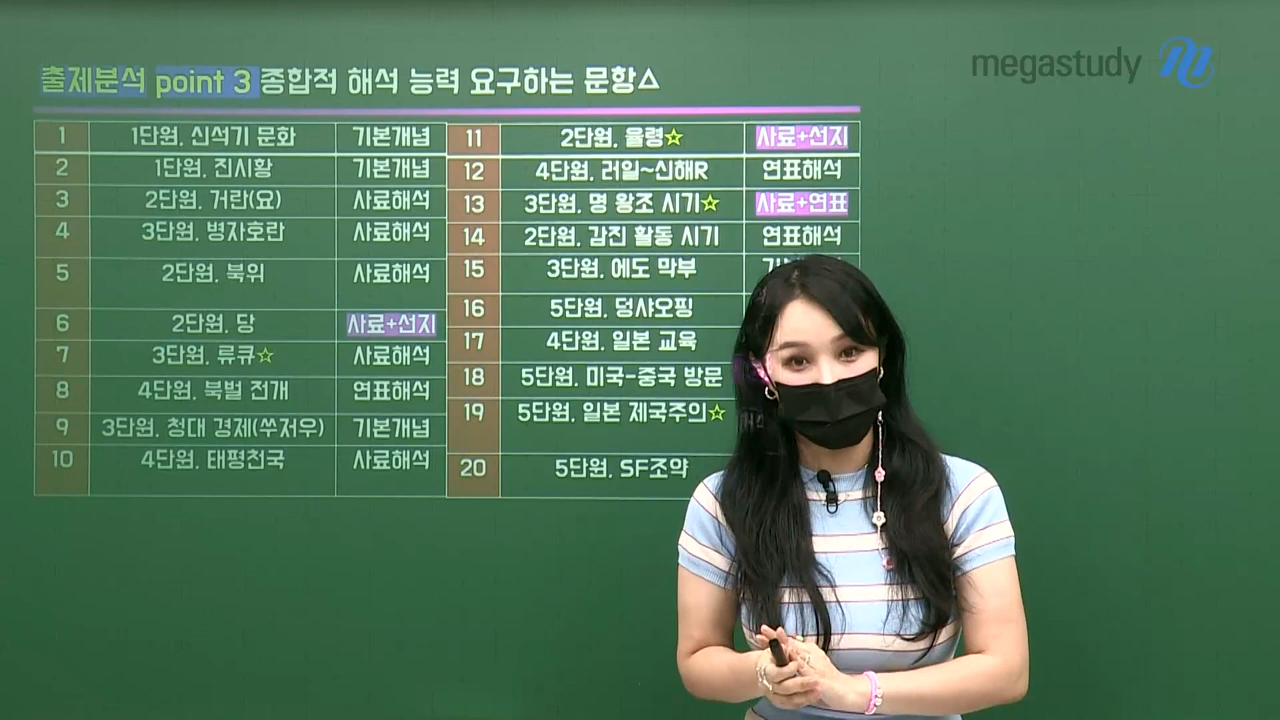 megastudy
출제분석 point 3 종합적 해석 능력 요구하는 문항△
1 1단원. 신석기 문화 기본개념
2 1단원. 진시황 기본개념
3 2단원. 거란(요) 사료해석
4 3단원. 병자호란 사료해석
5 2단원. 북위 사료해석
6 2단원. 당 사료+선지
7 3단원. 류큐☆ 사료해석
8 4단원. 북벌 전개 연표해석
9 3단원. 청대 경제(쑤저우) 기본개념
10 4단원. 태평천국 사료해석
11 2단원. 율령☆ 사료+선지
12 4단원. 러일~신해R 연표해석
13 3단원. 명 왕조 시기☆ 사료+연표
14 2단원. 감진 활동 시기 연표해석
15 3단원. 에도 막부
16 5단원. 덩샤오핑
17 4단원. 일본 교육
18 5단원. 미국-중국 방문
19 5단원. 일본 제국주의☆
20 5단원. SF조약